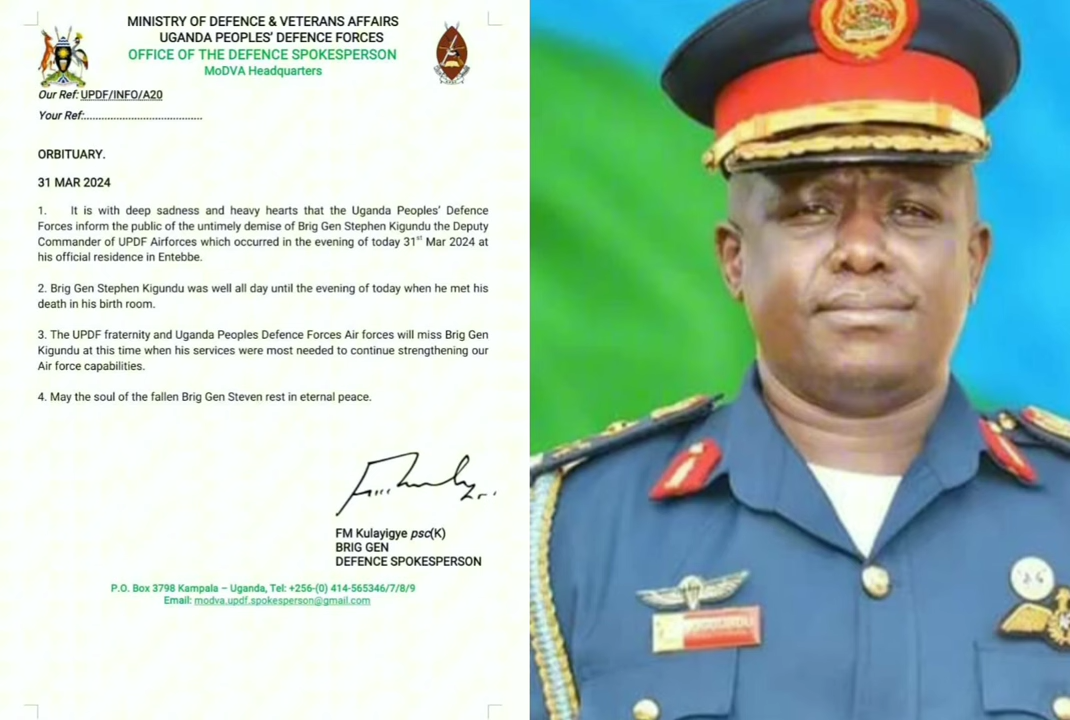 MINISTRY OF DEFENCE & VETERANS AFFAIRS
UGANDA PEOPLES' DEFENCE FORCES
OFFICE OF THE DEFENCE SPOKESPERSON
MoDVA Headquarters
Our Ref: UPDF/INFO/A20
Your Ref:.......................................
ORBITUARY.
31 MAR 2024
1. It is with deep sadness and heavy hearts that the Uganda Peoples' Defence
Forces inform the public of the untimely demise of Brig Gen Stephen Kigundu the Deputy
Commander of UPDF Airforces which occurred in the evening of today 31st Mar 2024 at
his official residence in Entebbe.
2. Brig Gen Stephen Kigundu was well all day until the evening of today when he met his
death in his birth room.
3. The UPDF fraternity and Uganda Peoples Defence Forces Air forces will miss Brig Gen
Kigundu at this time when his services were most needed to continue strengthening our
Air force capabilities.
4. May the soul of the fallen Brig Gen Steven rest in eternal peace.
FM Kulayigye psc(K)
BRIG GEN
DEFENCE SPOKESPERSON
P.O. Box 3798 Kampala – Uganda, Tel: +256-(0) 414-565346/7/8/9
Email: modva.updf.spokesperson@gmail.com